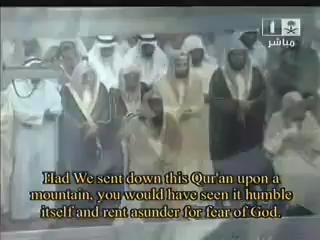 مباشر
Had We sent down this Qur'an upon a
mountain, you would have seen it humble
itself and rent asunder for fear of God.